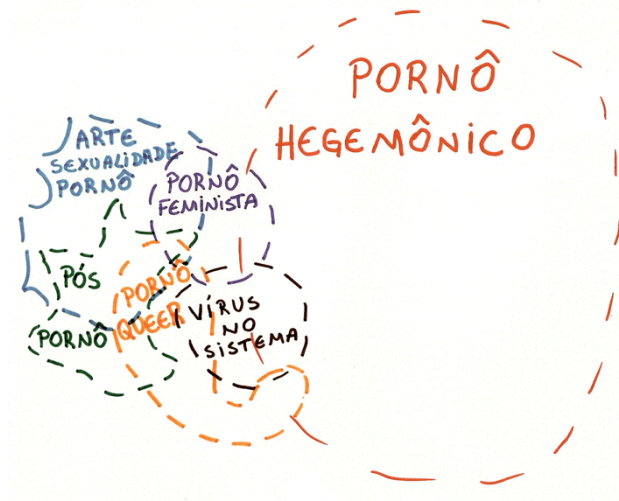 PORNÔ
HEGEMÔNICO
ARTE
SEXUALIDADE
PORNÔ
PORNÔ
FEMINISTA
PÓS
PORNÔ
PORNÔ
QUEER
VÍRUS
NO
SISTEMA